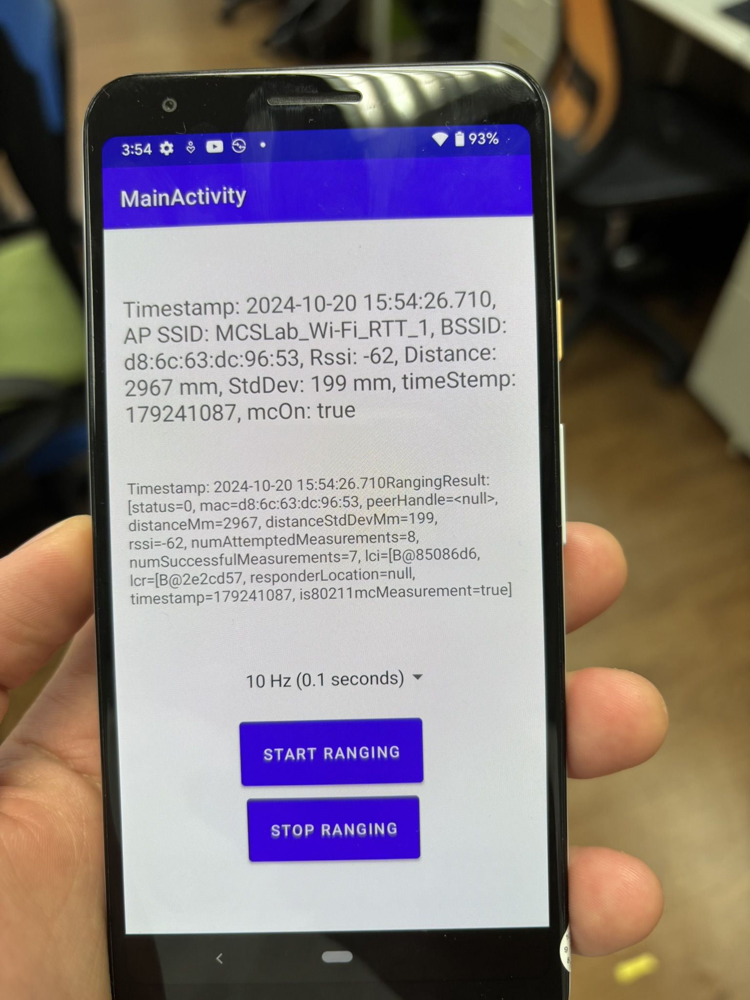 3:54 93%
MainActivity
Timestamp: 2024-10-20 15:54:26.710,
AP SSID: MCSLab_Wi-Fi_RTT_1, BSSID:
d8:6c:63:dc:96:53, Rssi: -62, Distance:
2967 mm, StdDev: 199 mm, timeStemp:
179241087, mcOn: true
Timestamp: 2024-10-20 15:54:26.710RangingResult:
[status=0, mac=d8:6c:63:dc:96:53, peerHandle=<null>,
distanceMm=2967, distanceStdDevMm=199,
rssi=-62, numAttemptedMeasurements=8,
numSuccessfulMeasurements=7, lci=[B@85086d6,
lcr=[B@2e2cd57, responderLocation=null,
timestamp=179241087, is80211mcMeasurement=true]
10 Hz (0.1 seconds)
START RANGING
STOP RANGING